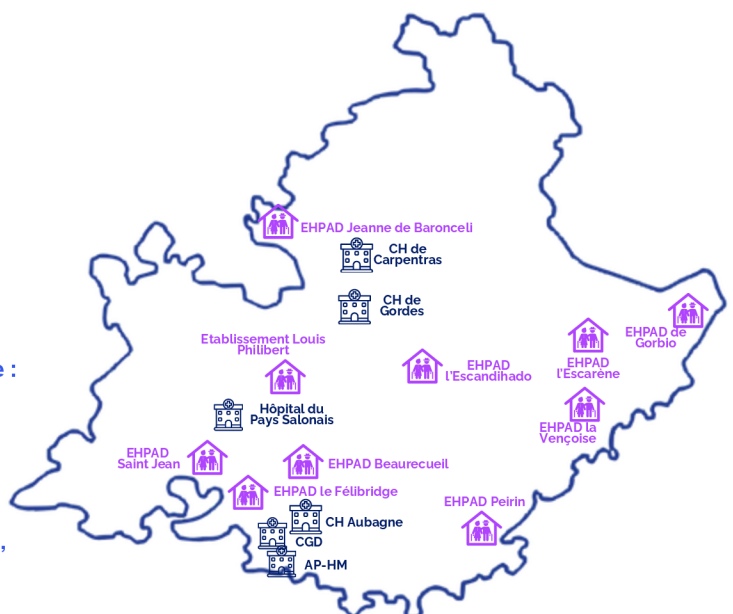 EHPAD Jeanne de Baronceli
CH de
Carpentras
CH de
Gordes
EHPAD de
Gorbio
Etablissement Louis
Philibert
EHPAD
l'Escandihado
EHPAD
l'Escarène
e :
Hôpital du
Pays Salonais
EHPAD la
Vençoise
EHPAD
Saint Jean
EHPAD Beaurecueil
EHPAD le Félibridge
EHPAD Peirin
CH Aubagne
CGD
,
AP-HM